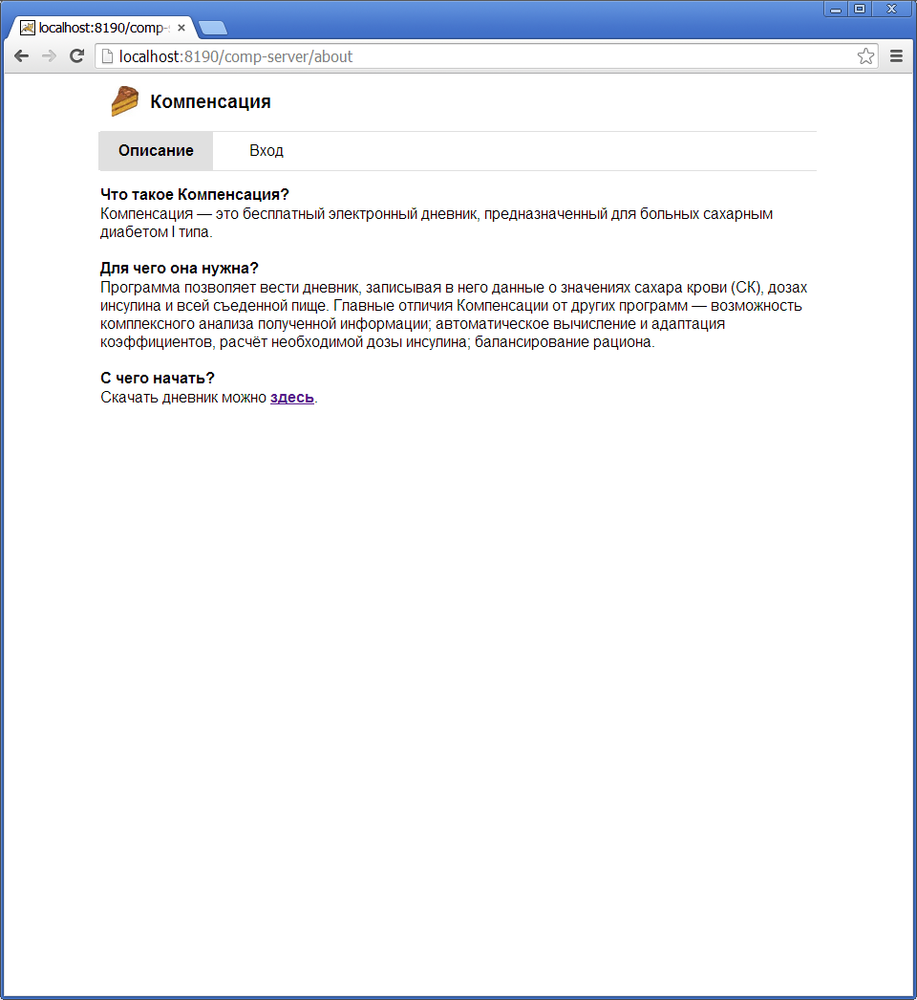 localhost:8190/comp-
localhost:8190/comp-server/about
Компенсация
Описание Вход
Что такое Компенсация?
Компенсация — это бесплатный электронный дневник, предназначенный для больных сахарным
диабетом I типа.
Для чего она нужна?
Программа позволяет вести дневник, записывая в него данные о значениях сахара крови (СК), дозах
инсулина и всей съеденной пище. Главные отличия Компенсации от других программ — возможность
комплексного анализа полученной информации; автоматическое вычисление и адаптация
коэффициентов, расчёт необходимой дозы инсулина; балансирование рациона.
С чего начать?
Скачать дневник можно здесь.